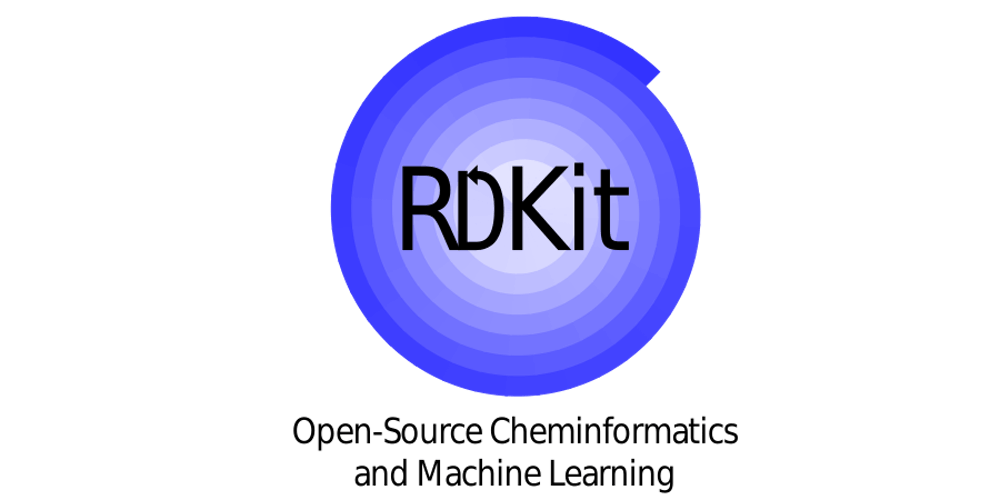 RDKit
Open-Source Cheminformatics
and Machine Learning